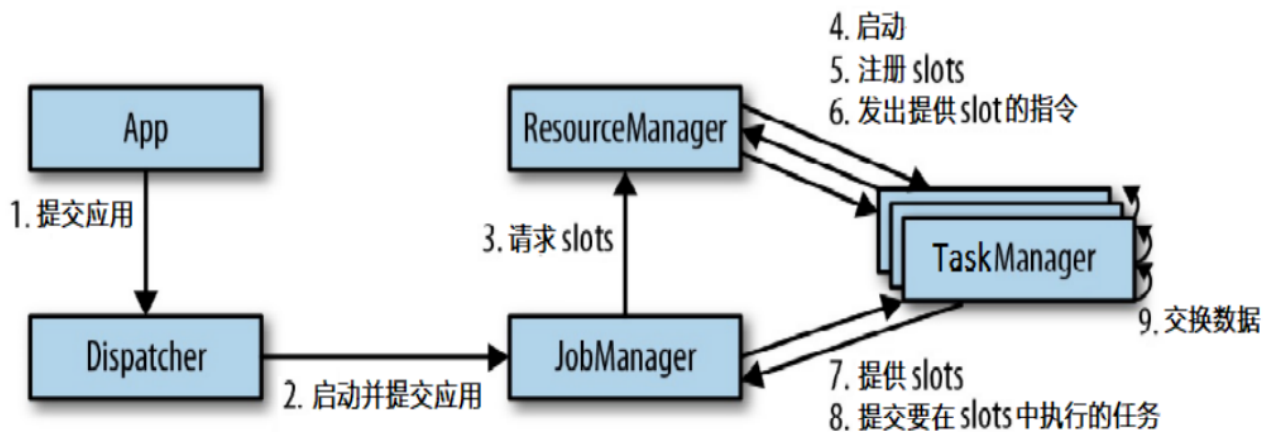 4. 启动
5. 注册 slots
6. 发出提供 slot 的指令
App
ResourceManager
1. 提交应用
3. 请求 slots
TaskManager
9. 交换数据
Dispatcher
JobManager
2. 启动并提交应用
7. 提供 slots
8. 提交要在 slots 中执行的任务